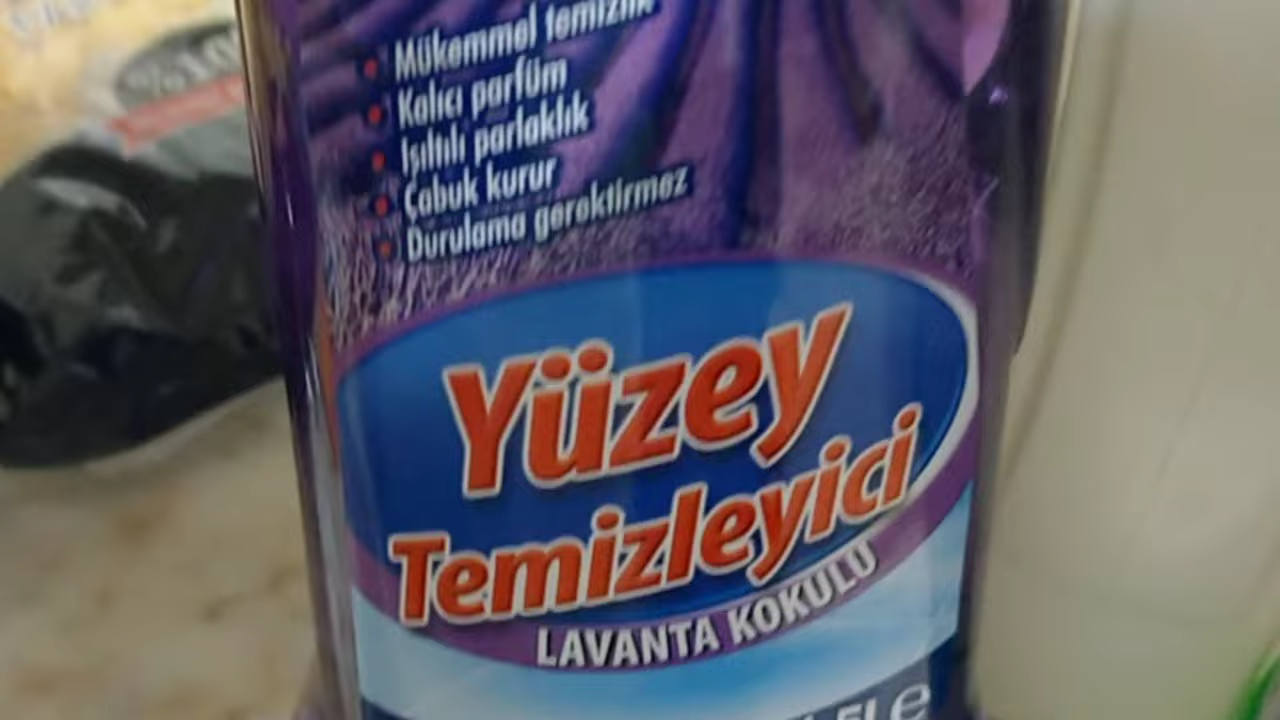 Mükemmel temizlik
Kalıcı parfüm
Işıltılı parlaklık
Çabuk kurur
Durulama gerektirmez
Yüzey
Temizleyici
LAVANTA KOKULU